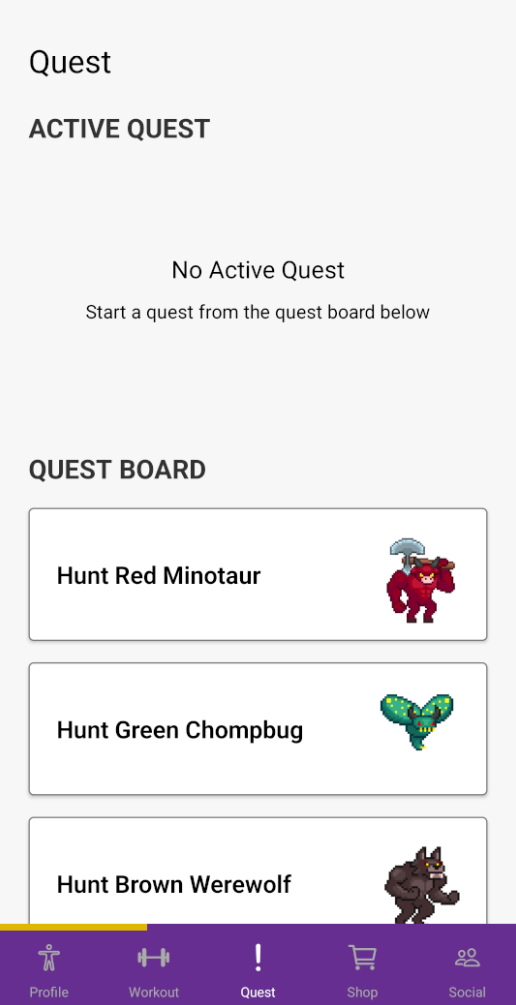 Quest
ACTIVE QUEST
No Active Quest
Start a quest from the quest board below
QUEST BOARD
Hunt Red Minotaur
Hunt Green Chompbug
Hunt Brown Werewolf
Profile
Workout
Quest
Shop
Social